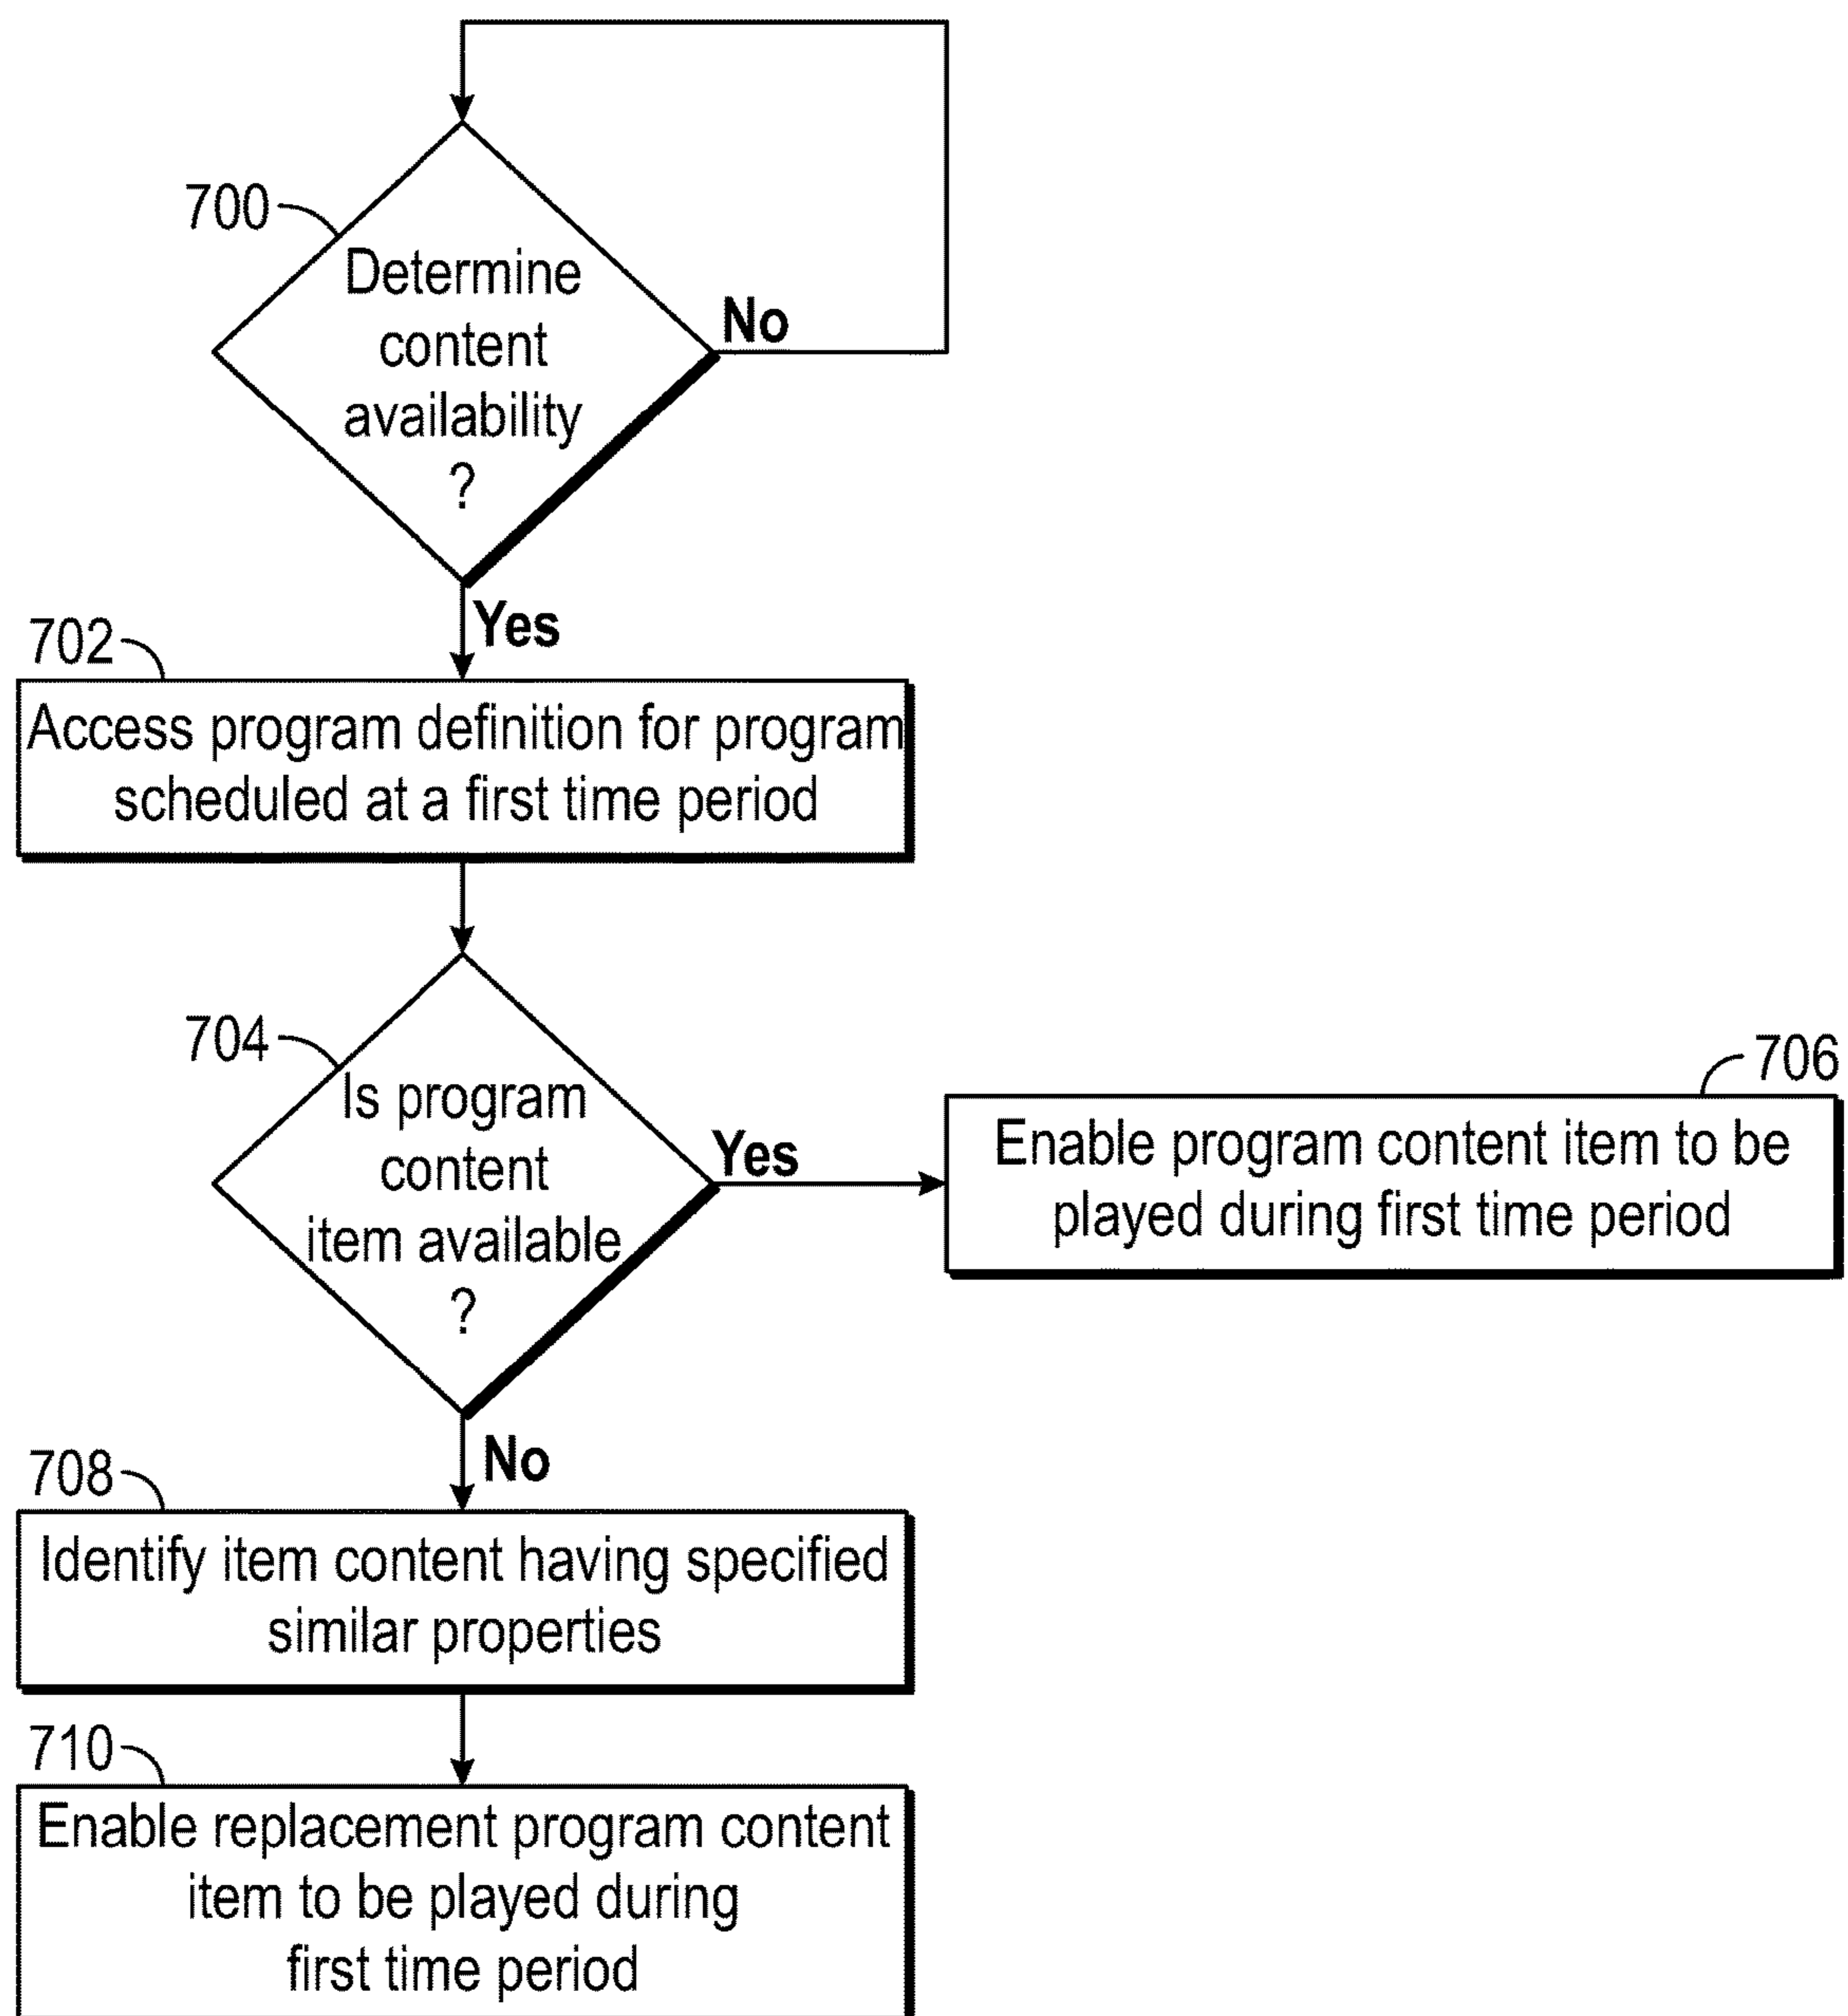 700
Determine
content
availability
?
No
Yes
702
Access program definition for program
scheduled at a first time period
704
Is program
content
item available
?
Yes
706
Enable program content item to be
played during first time period
No
708
Identify item content having specified
similar properties
710
Enable replacement program content
item to be played during
first time period